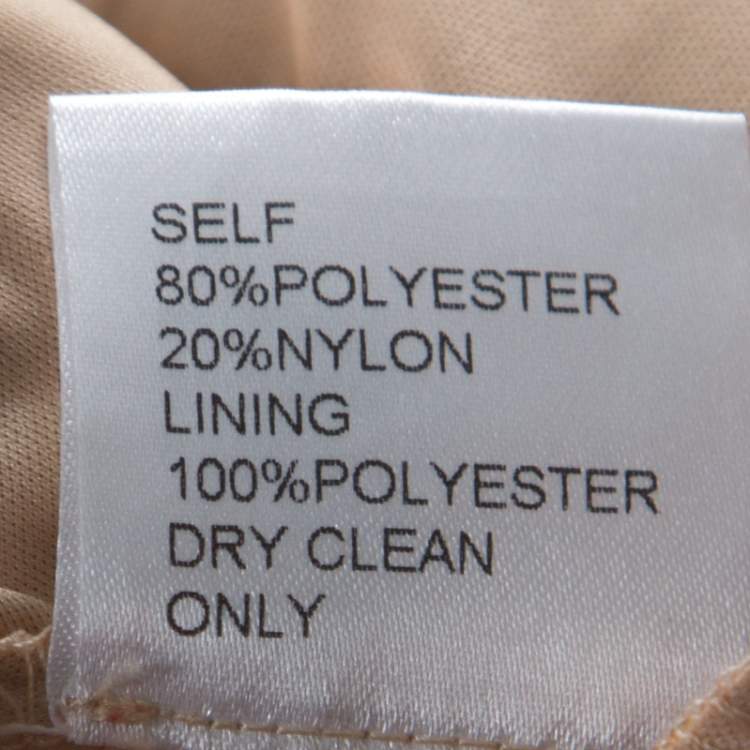 SELF
80%POLYESTER
20%NYLON
LINING
100%POLYESTER
DRY CLEAN
ONLY